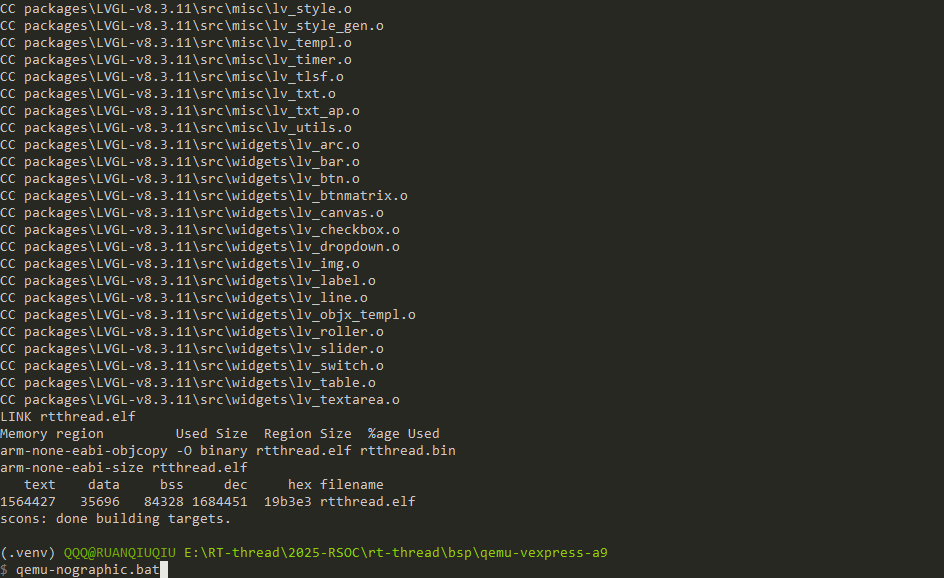 CC packages\LVGL-v8.3.11\src\misc\lv_style.o
CC packages\LVGL-v8.3.11\src\misc\lv_style_gen.o
CC packages\LVGL-v8.3.11\src\misc\lv_templ.o
CC packages\LVGL-v8.3.11\src\misc\lv_timer.o
CC packages\LVGL-v8.3.11\src\misc\lv_tlsf.o
CC packages\LVGL-v8.3.11\src\misc\lv_txt.o
CC packages\LVGL-v8.3.11\src\misc\lv_txt_ap.o
CC packages\LVGL-v8.3.11\src\misc\lv_utils.o
CC packages\LVGL-v8.3.11\src\widgets\lv_arc.o
CC packages\LVGL-v8.3.11\src\widgets\lv_bar.o
CC packages\LVGL-v8.3.11\src\widgets\lv_btn.o
CC packages\LVGL-v8.3.11\src\widgets\lv_btnmatrix.o
CC packages\LVGL-v8.3.11\src\widgets\lv_canvas.o
CC packages\LVGL-v8.3.11\src\widgets\lv_checkbox.o
CC packages\LVGL-v8.3.11\src\widgets\lv_dropdown.o
CC packages\LVGL-v8.3.11\src\widgets\lv_img.o
CC packages\LVGL-v8.3.11\src\widgets\lv_label.o
CC packages\LVGL-v8.3.11\src\widgets\lv_line.o
CC packages\LVGL-v8.3.11\src\widgets\lv_objx_templ.o
CC packages\LVGL-v8.3.11\src\widgets\lv_roller.o
CC packages\LVGL-v8.3.11\src\widgets\lv_slider.o
CC packages\LVGL-v8.3.11\src\widgets\lv_switch.o
CC packages\LVGL-v8.3.11\src\widgets\lv_table.o
CC packages\LVGL-v8.3.11\src\widgets\lv_textarea.o
LINK rtthread.elf
Memory region         Used Size  Region Size  %age Used
arm-none-eabi-objcopy -O binary rtthread.elf rtthread.bin
arm-none-eabi-size rtthread.elf
   text    data     bss     dec     hex filename
1564427   35696   84328 1684451  19b3e3 rtthread.elf
scons: done building targets.
(.venv) QQQ@RUANQIUQIU E:\RT-thread\2025-RSOC\rt-thread\bsp\qemu-vexpress-a9
$ qemu-nographic.bat